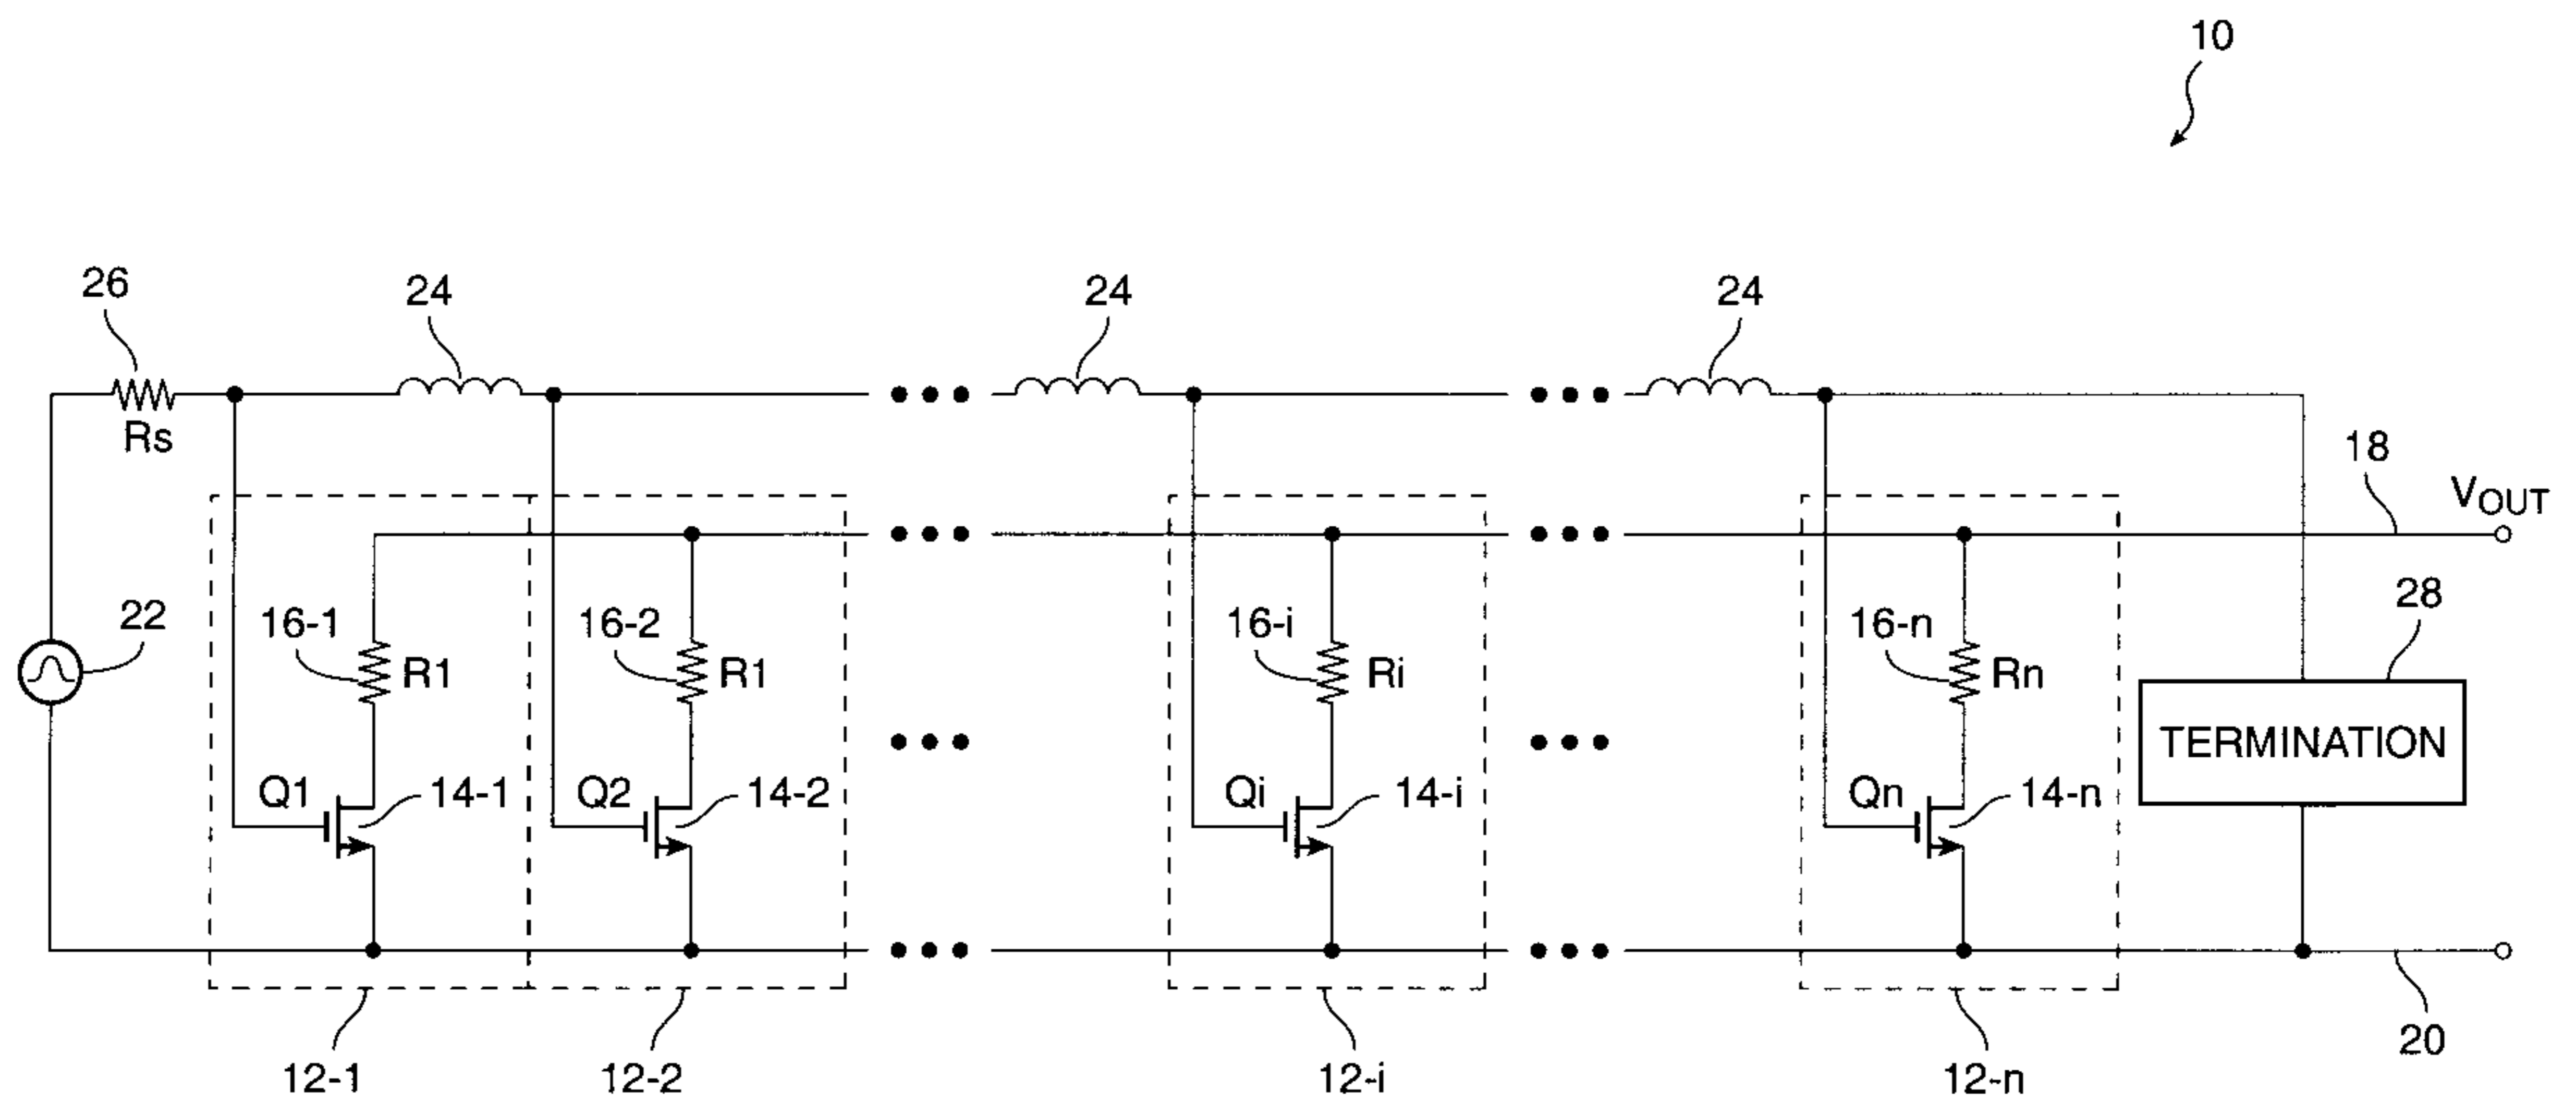 10
26
24
24
24
Rs
18
VOUT
22
16-1
R1
16-2
R1
16-i
Ri
16-n
Rn
28
TERMINATION
Q1
14-1
Q2
14-2
Qi
14-i
Qn
14-n
20
12-1
12-2
12-i
12-n